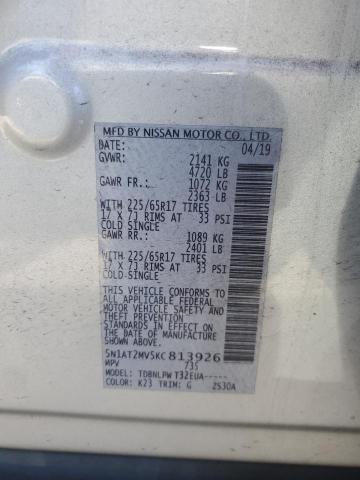 MFD BY NISSAN MOTOR CO., LTD.
DATE: 04/19
GVWR: 2141 KG
4720 LB
GAWR FR.: 1072 KG
2363 LB
WITH 225/65R17 TIRES
17 X 7J RIMS AT 33 PSI
COLD SINGLE
GAWR RR.: 1089 KG
2401 LB
WITH 225/65R17 TIRES
17 X 7J RIMS AT 33 PSI
COLD-SINGLE
THIS VEHICLE CONFORMS TO
ALL APPLICABLE FEDERAL
MOTOR VEHICLE SAFETY
AND THEFT PREVENTION
STANDARDS IN EFFECT ON
THE DATE OF MANUFACTURE
SHOWN ABOVE.
5N1AT2MV5KC813926
MPV 735
MODEL: TDBNLPW T32EUA-----
COLOR: K23 TRIM: G 2S30A